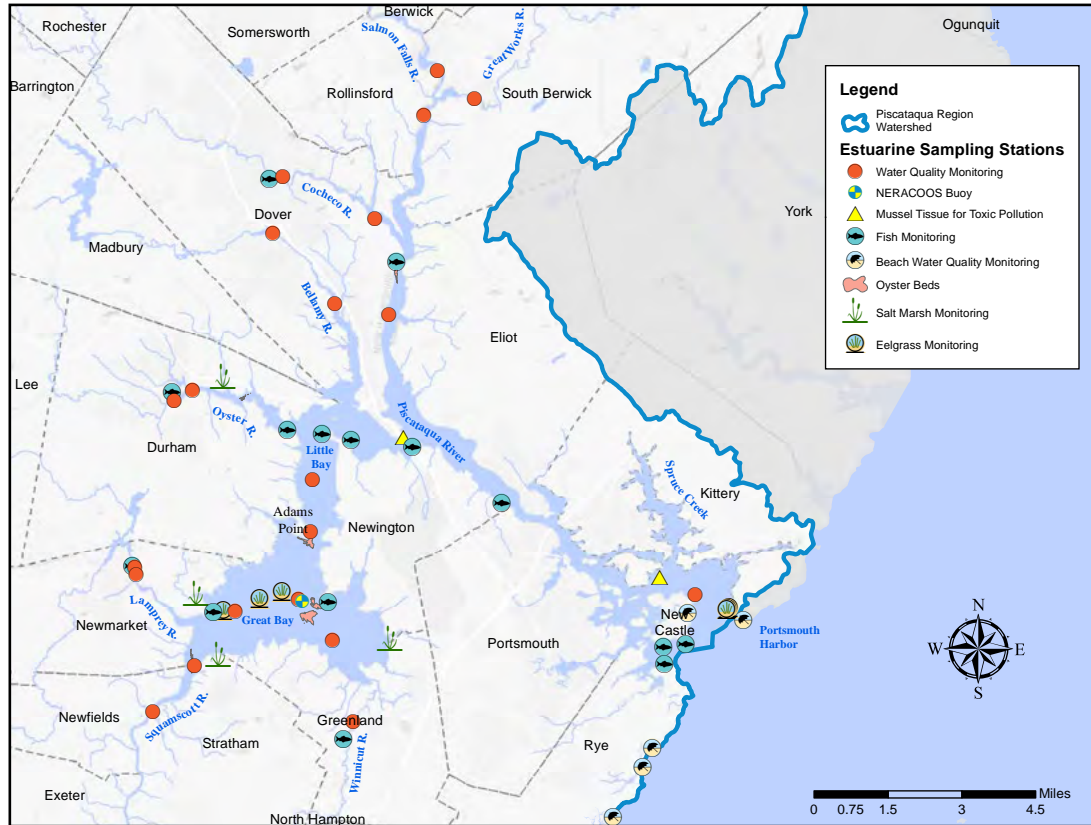 Berwick
Rochester
Somersworth
Ogunquit
Salmon Falls R.
GreatWorks R.
Barrington
Rollinsford
South Berwick
Legend
Piscataqua Region
Watershed
Estuarine Sampling Stations
Water Quality Monitoring
NERACOOS Buoy
Mussel Tissue for Toxic Pollution
Fish Monitoring
Beach Water Quality Monitoring
Oyster Beds
Salt Marsh Monitoring
Eelgrass Monitoring
Cocheco R.
Dover
York
Madbury
Bellamy R.
Eliot
Lee
Oyster R.
Piscataqua River
Durham
Little
Bay
Spruce Creek
Kittery
Adams
Point
Newington
Lamprey R.
Newmarket
Great Bay
New
Castle
Portsmouth
Portsmouth
Harbor
N
W
E
S
Squamscott R.
Newfields
Greenland
Stratham
Winnicut R.
Rye
Exeter
North Hampton
Miles
0 0.75 1.5 3 4.5